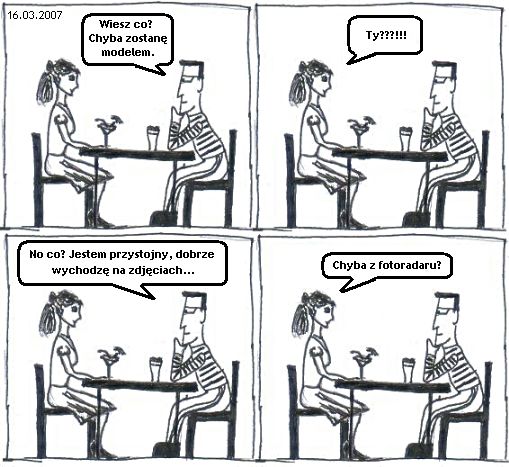 16.03.2007
Wiesz co?
Chyba zostanę
modelem.
Ty???!!!
No co? Jestem przystojny, dobrze
wychodzę na zdjęciach...
Chyba z fotoradaru?